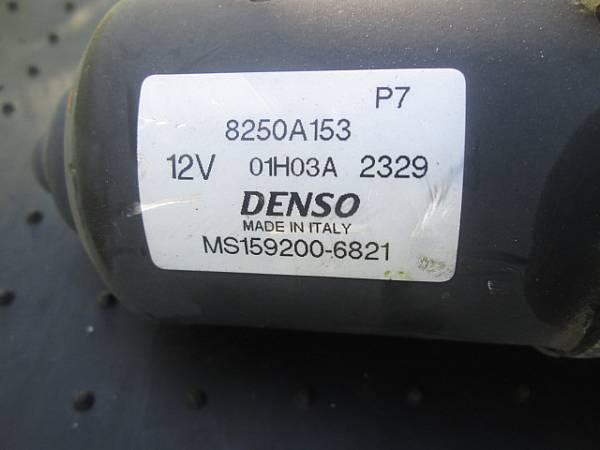 P7
8250A153
12V 01H03A 2329
DENSO
MADE IN ITALY
MS159200-6821